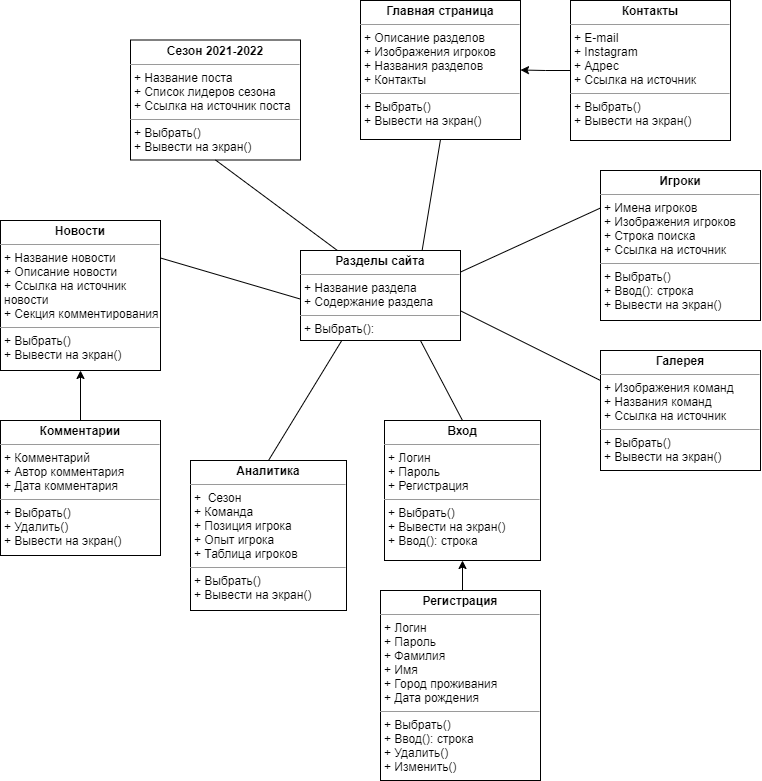 Главная страница
+ Описание разделов
+ Изображения игроков
+ Названия разделов
+ Контакты
+ Выбрать()
+ Вывести на экран()
Контакты
+ E-mail
+ Instagram
+ Адрес
+ Ссылка на источник
+ Выбрать()
+ Вывести на экран()
Сезон 2021-2022
+ Название поста
+ Список лидеров сезона
+ Ссылка на источник поста
+ Выбрать()
+ Вывести на экран()
Игроки
+ Имена игроков
+ Изображения игроков
+ Строка поиска
+ Ссылка на источник
+ Выбрать()
+ Ввод(): строка
+ Вывести на экран()
Новости
+ Название новости
+ Описание новости
+ Ссылка на источник
новости
+ Секция комментирования
+ Выбрать()
+ Вывести на экран()
Разделы сайта
+ Название раздела
+ Содержание раздела
+ Выбрать():
Галерея
+ Изображения команд
+ Названия команд
+ Ссылка на источник
+ Выбрать()
+ Вывести на экран()
Комментарии
+ Комментарий
+ Автор комментария
+ Дата комментария
+ Выбрать()
+ Удалить()
+ Вывести на экран()
Аналитика
+ Сезон
+ Команда
+ Позиция игрока
+ Опыт игрока
+ Таблица игроков
+ Выбрать()
+ Вывести на экран()
Вход
+ Логин
+ Пароль
+ Регистрация
+ Выбрать()
+ Вывести на экран()
+ Ввод(): строка
Регистрация
+ Логин
+ Пароль
+ Фамилия
+ Имя
+ Город проживания
+ Дата рождения
+ Выбрать()
+ Ввод(): строка
+ Удалить()
+ Изменить()